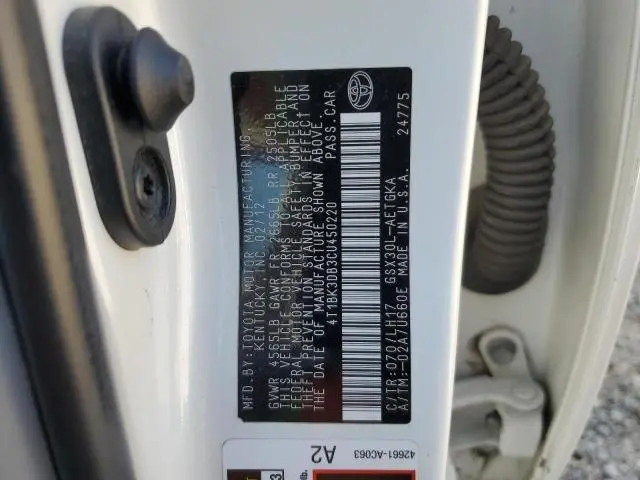 MFD. BY: TOYOTA MOTOR MANUFACTURING,
KENTUCKY, INC. 02/12
GVWR 4565LB GAWR FR 2665LB RR 2505LB
THIS VEHICLE CONFORMS TO ALL APPLICABLE
FEDERAL MOTOR VEHICLE SAFETY, BUMPER, AND
THEFT PREVENTION STANDARDS IN EFFECT ON
THE DATE OF MANUFACTURE SHOWN ABOVE.
4T1BK3DB3CU450220 PASS. CAR
C/TR: 070/LH17 GSX30L-AETGKA
A/TM: -02A/U660E MADE IN U.S.A. 24775
42661-AC063
A2